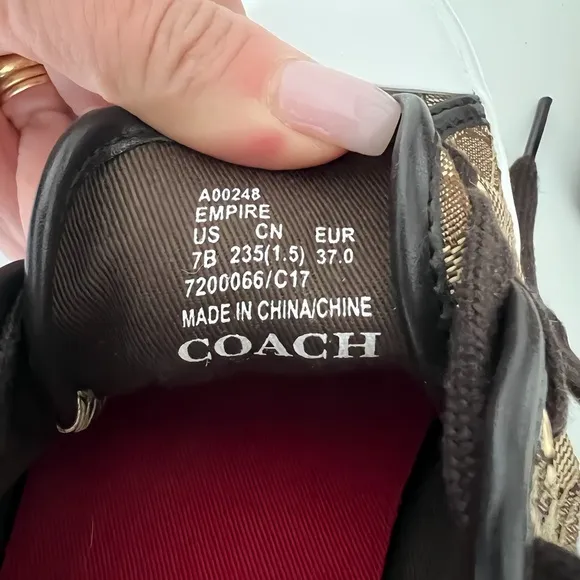 A00248
EMPIRE
US CN EUR
7B 235(1.5) 37.0
7200066/C17
MADE IN CHINA/CHINE
COACH